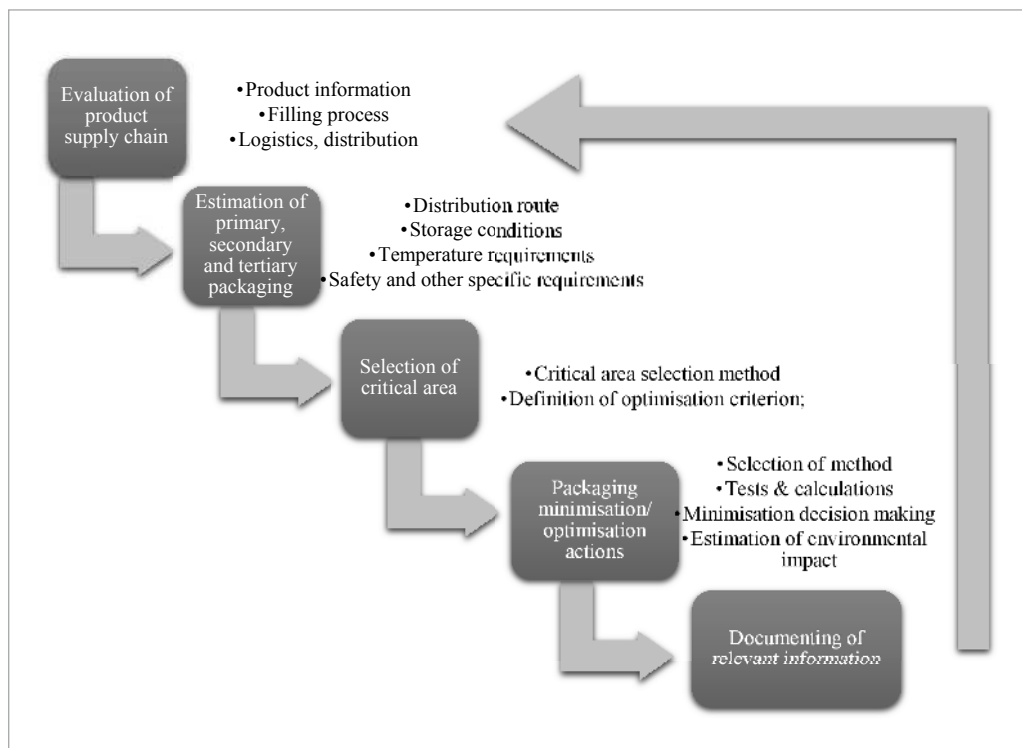 Evaluation of
product
supply chain
•Product information
•Filling process
•Logistics, distribution
Estimation of
primary,
secondary
and tertiary
packaging
•Distribution route
•Storage conditions
•Temperature requirements
•Safety and other specific requirements
Selection of
critical area
•Critical area selection method
•Definition of optimisation criterion;
Packaging
minimisation/
optimisation
actions
•Selection of method
•Tests & calculations
•Minimisation decision making
•Estimation of environmental
impact
Documenting of
relevant information